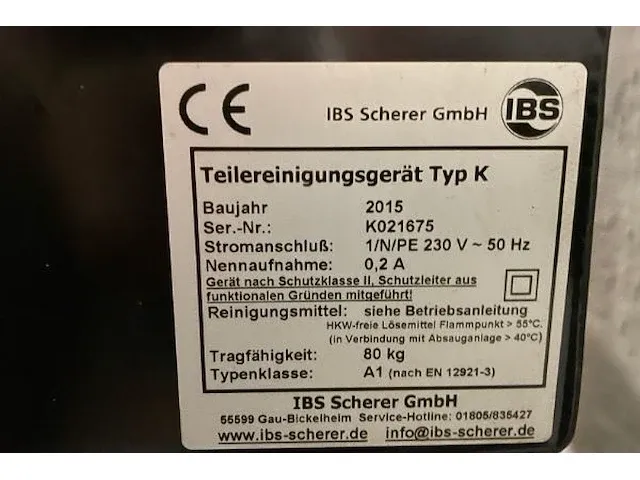 CE
IBS Scherer GmbH IBS
Teilereinigungsgerät Typ K
Baujahr 2015
Ser.-Nr.: K021675
Stromanschluß: 1/N/PE 230 V ~ 50 Hz
Nennaufnahme: 0,2 A
Gerät nach Schutzklasse II, Schutzleiter aus
funktionalen Gründen mitgeführt!
Reinigungsmittel: siehe Betriebsanleitung
HKW-freie Lösemittel Flammpunkt > 55°C.
(in Verbindung mit Absauganlage > 40°C)
Tragfähigkeit: 80 kg
Typenklasse: A1 (nach EN 12921-3)
IBS Scherer GmbH
55599 Gau-Bickelheim Service-Hotline: 01805/835427
www.ibs-scherer.de info@ibs-scherer.de